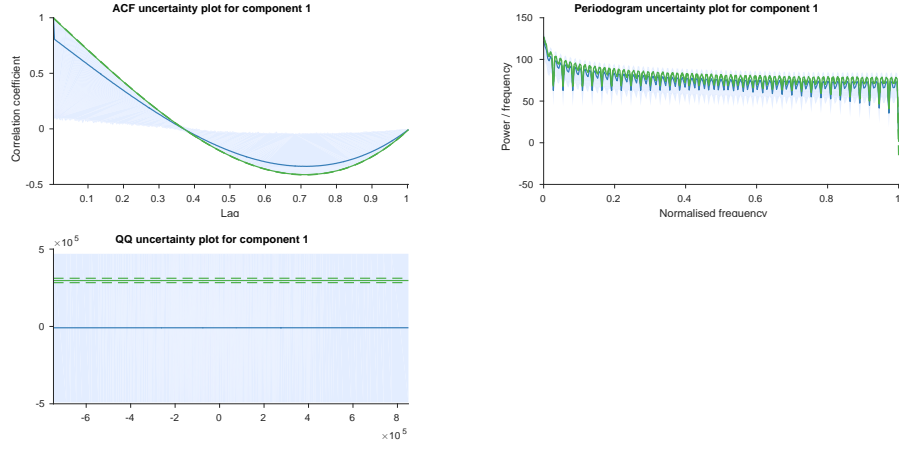 ACF uncertainty plot for component 1
Correlation coefficient
1
0.5
0
-0.5
0.1 0.2 0.3 0.4 0.5 0.6 0.7 0.8 0.9 1
Lag
Periodogram uncertainty plot for component 1
Power / frequency
150
100
50
0
-50
0 0.2 0.4 0.6 0.8 1
Normalised frequency
QQ uncertainty plot for component 1
×10^5
5
0
-5
-6 -4 -2 0 2 4 6 8
×10^5